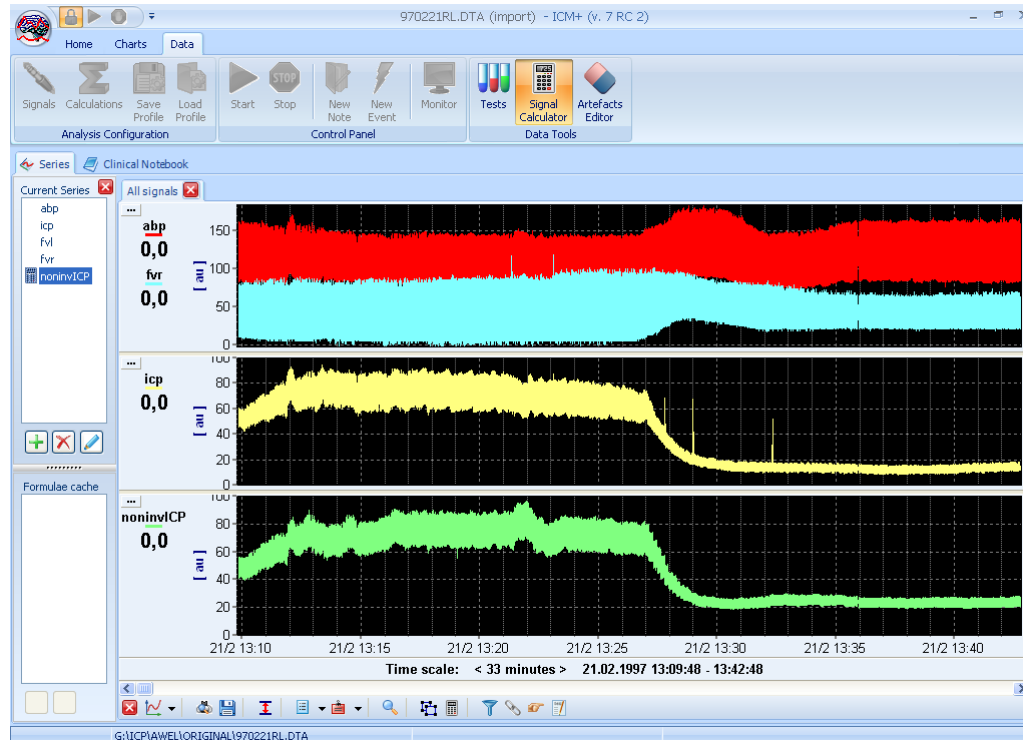 970221RL.DTA (import) - ICM+ (v. 7 RC 2)
Home Charts Data
Signals Calculations Save Profile Load Profile Start Stop New Note New Event Monitor Tests Signal Calculator Artefacts Editor
Analysis Configuration Control Panel Data Tools
Series Clinical Notebook
Current Series All signals
abp
icp
fvl
fvr
noninvICP
Formulae cache
abp
0,0
fvr
0,0
[ au ]
150
100
50
0
icp
0,0
[ au ]
100
80
60
40
20
0
noninvICP
0,0
[ au ]
100
80
60
40
20
0
21/2 13:10 21/2 13:15 21/2 13:20 21/2 13:25 21/2 13:30 21/2 13:35 21/2 13:40
Time scale: < 33 minutes > 21.02.1997 13:09:48 - 13:42:48
G:\ICP\AWEL\ORIGINAL\970221RL.DTA